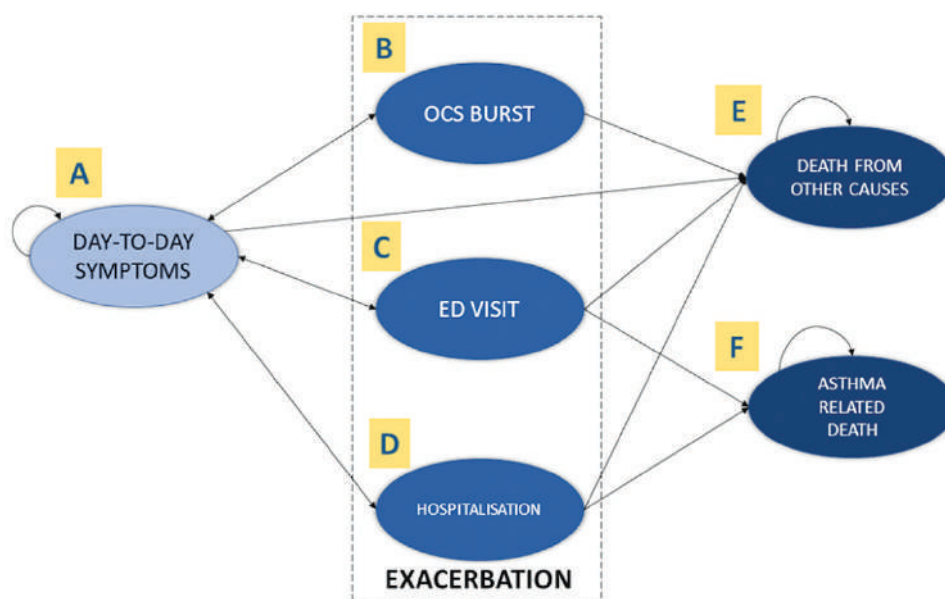 A
DAY-TO-DAY
SYMPTOMS
B
OCS BURST
C
ED VISIT
D
HOSPITALISATION
EXACERBATION
E
DEATH FROM
OTHER CAUSES
F
ASTHMA
RELATED
DEATH